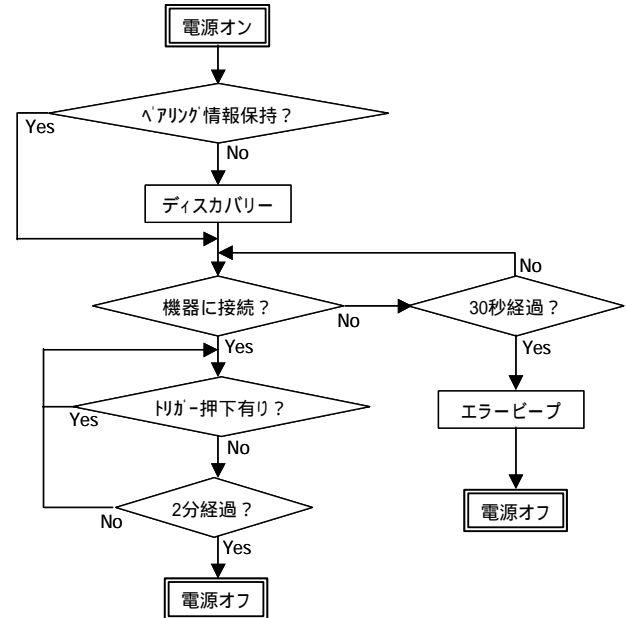 電源オン
ﾍﾟｱﾘﾝｸﾞ情報保持？
Yes
No
ディスカバリー
No
機器に接続？
30秒経過？
No
Yes
Yes
ﾄﾘｶﾞｰ押下有り？
エラービープ
Yes
No
2分経過？
電源オフ
No
Yes
電源オフ